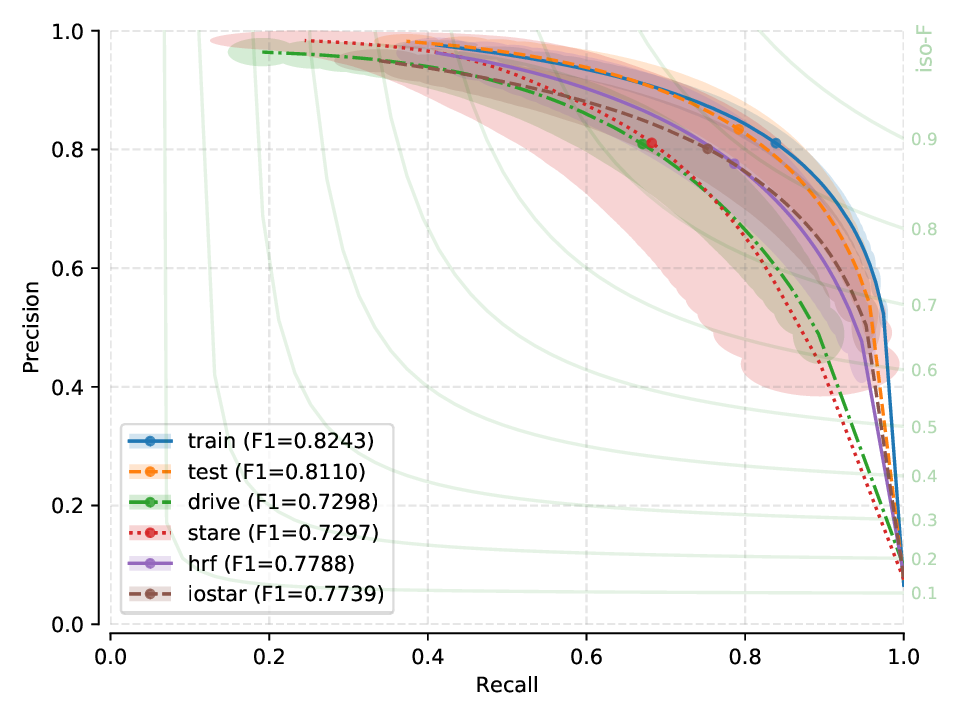 iso-F
1.0
0.8
0.6
0.4
0.2
0.0
Precision
0.9
0.8
0.7
0.6
0.5
0.4
0.3
0.2
0.1
train (F1=0.8243)
test (F1=0.8110)
drive (F1=0.7298)
stare (F1=0.7297)
hrf (F1=0.7788)
iostar (F1=0.7739)
0.0 0.2 0.4 0.6 0.8 1.0
Recall